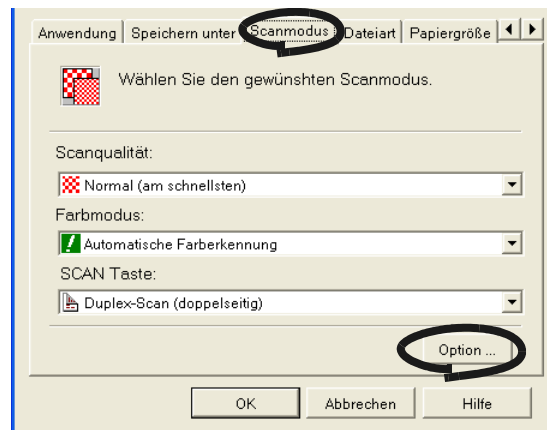 Anwendung Speichern unter Scanmodus Dateiart Papiergröße
Wählen Sie den gewünshten Scanmodus.
Scanqualität:
Normal (am schnellsten)
Farbmodus:
Automatische Farberkennung
SCAN Taste:
Duplex-Scan (doppelseitig)
Option ...
OK Abbrechen Hilfe